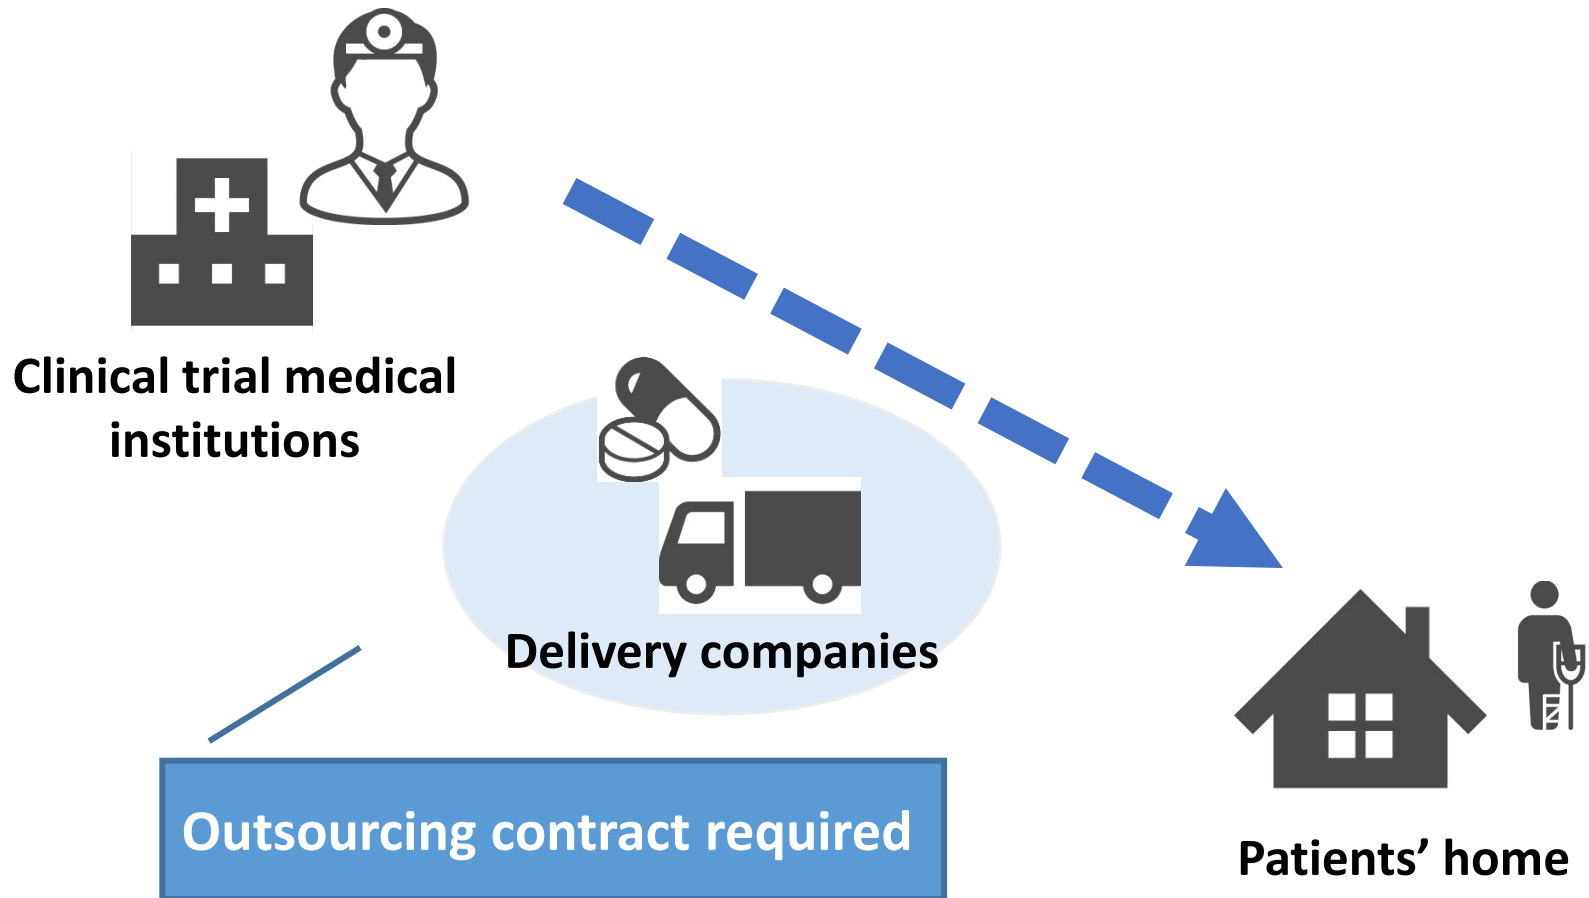 Clinical trial medical
institutions
Delivery companies
Outsourcing contract required
Patients’ home